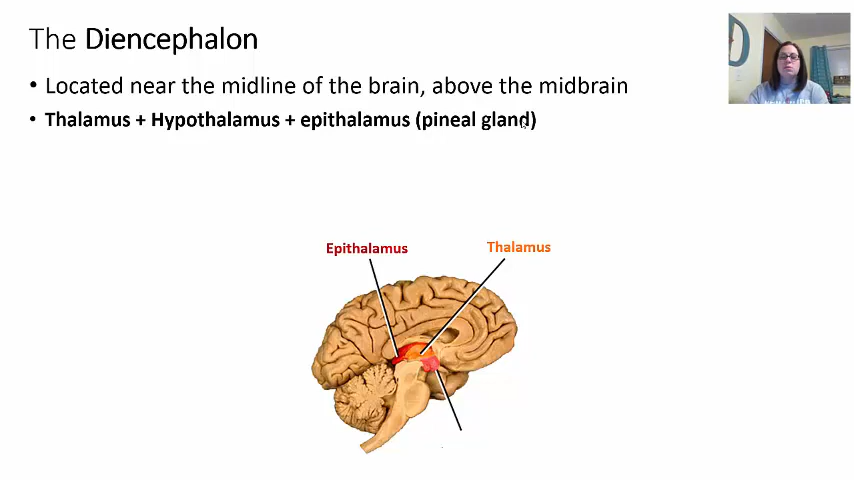 The Diencephalon
• Located near the midline of the brain, above the midbrain
• Thalamus + Hypothalamus + epithalamus (pineal gland)
Epithalamus
Thalamus